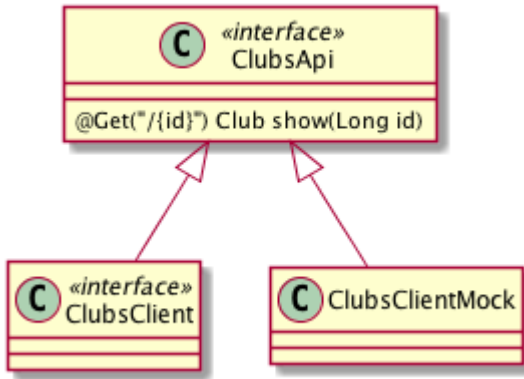 C
«interface»
ClubsApi
@Get("/{id}") Club show(Long id)
C
«interface»
ClubsClient
C
ClubsClientMock